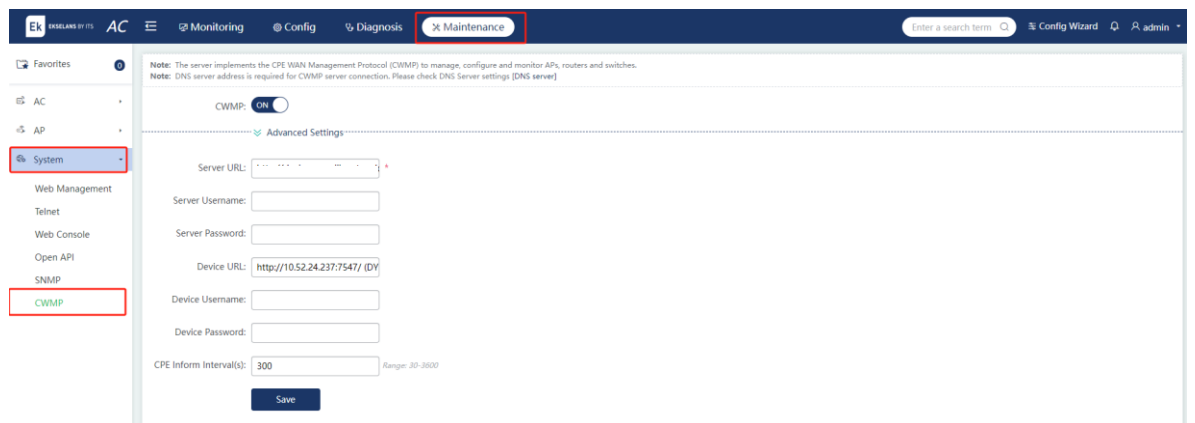 Ek EKSELANS BY ITS AC Monitoring Config Diagnosis Maintenance Enter a search term Config Wizard admin
Favorites 0
Note: The server implements the CPE WAN Management Protocol (CWMP) to manage, configure and monitor APs, routers and switches.
Note: DNS server address is required for CWMP server connection. Please check DNS Server settings [DNS server]
AC
CWMP: ON
AP
Advanced Settings
System
Server URL: *
Web Management
Server Username:
Telnet
Web Console
Server Password:
Open API
Device URL: http://10.52.24.237:7547/ (DY
SNMP
CWMP
Device Username:
Device Password:
CPE Inform Interval(s): 300 Range: 30-3600
Save